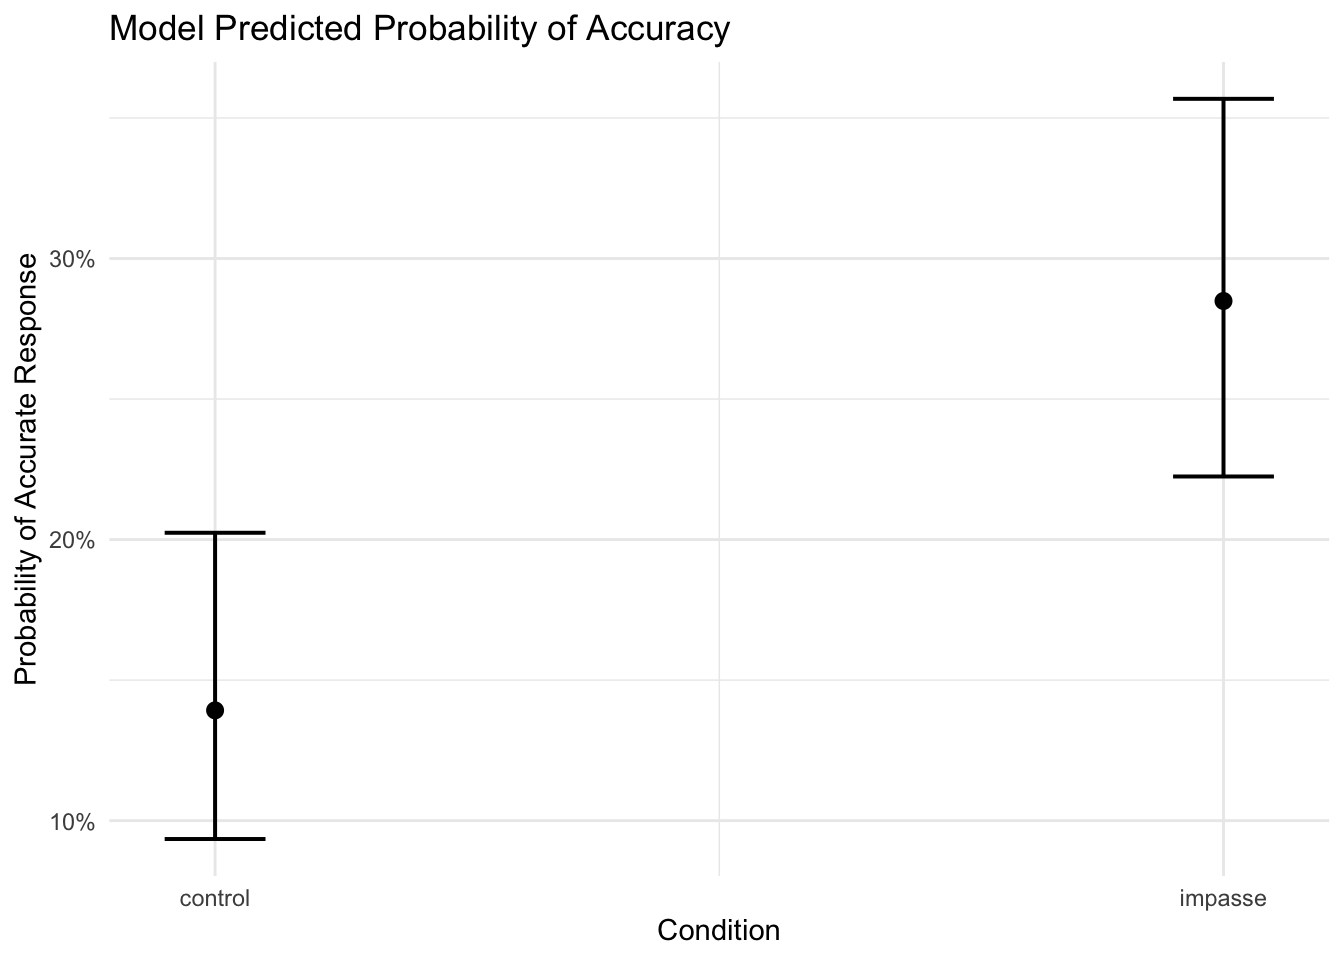 Model Predicted Probability of Accuracy
Probability of Accurate Response
30%
20%
10%
control
impasse
Condition